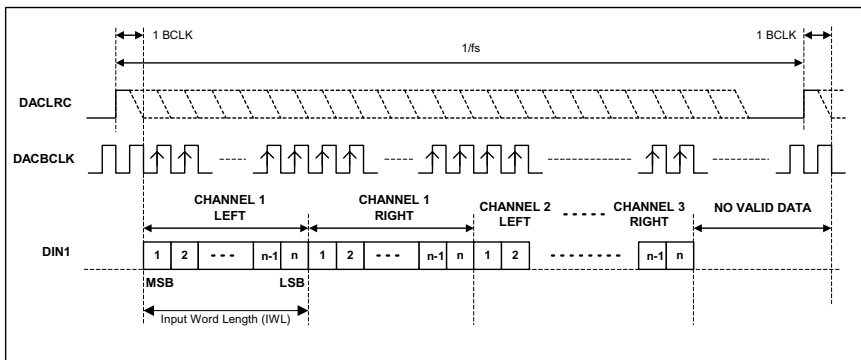 1 BCLK
1/fs
1 BCLK
DACLRC
DACBCLK
CHANNEL 1
LEFT
CHANNEL 1
RIGHT
CHANNEL 2
LEFT
CHANNEL 3
RIGHT
NO VALID DATA
DIN1
1 2 n-1 n 1 2 n-1 n 1 2 n-1 n
MSB LSB
Input Word Length (IWL)